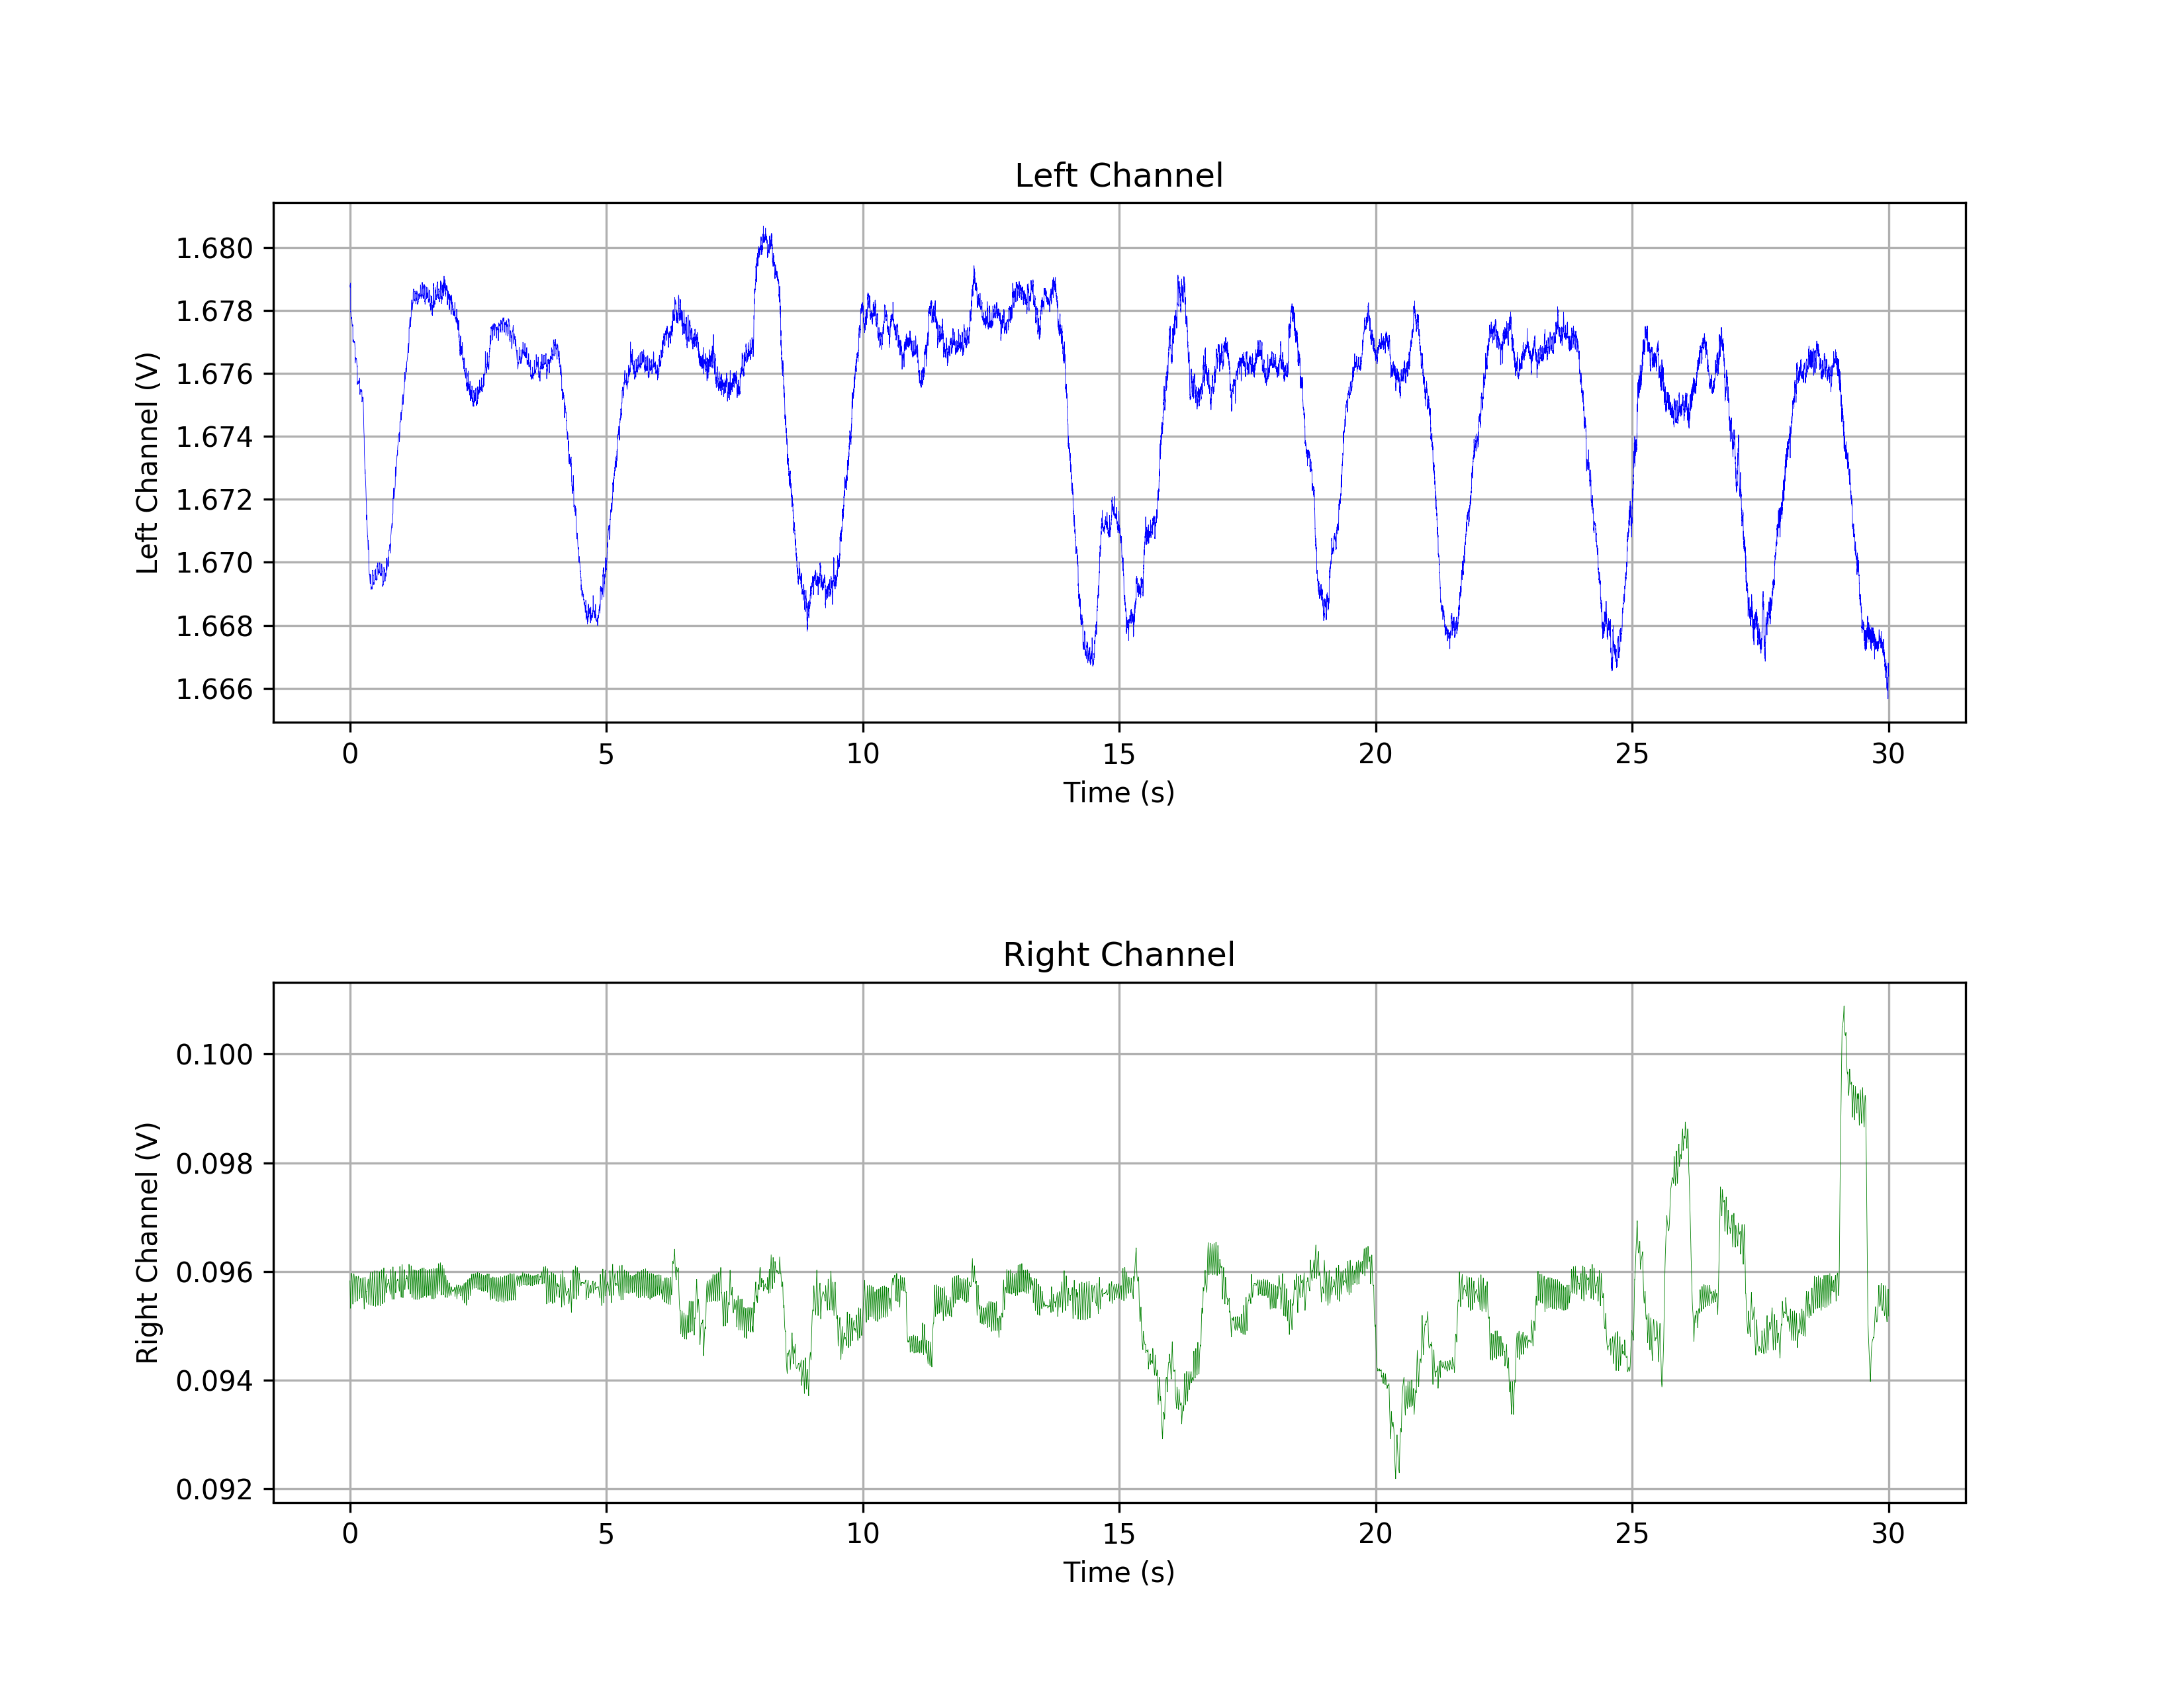 Left Channel
Left Channel (V)
1.680
1.678
1.676
1.674
1.672
1.670
1.668
1.666
0 5 10 15 20 25 30
Time (s)
Right Channel
Right Channel (V)
0.100
0.098
0.096
0.094
0.092
0 5 10 15 20 25 30
Time (s)